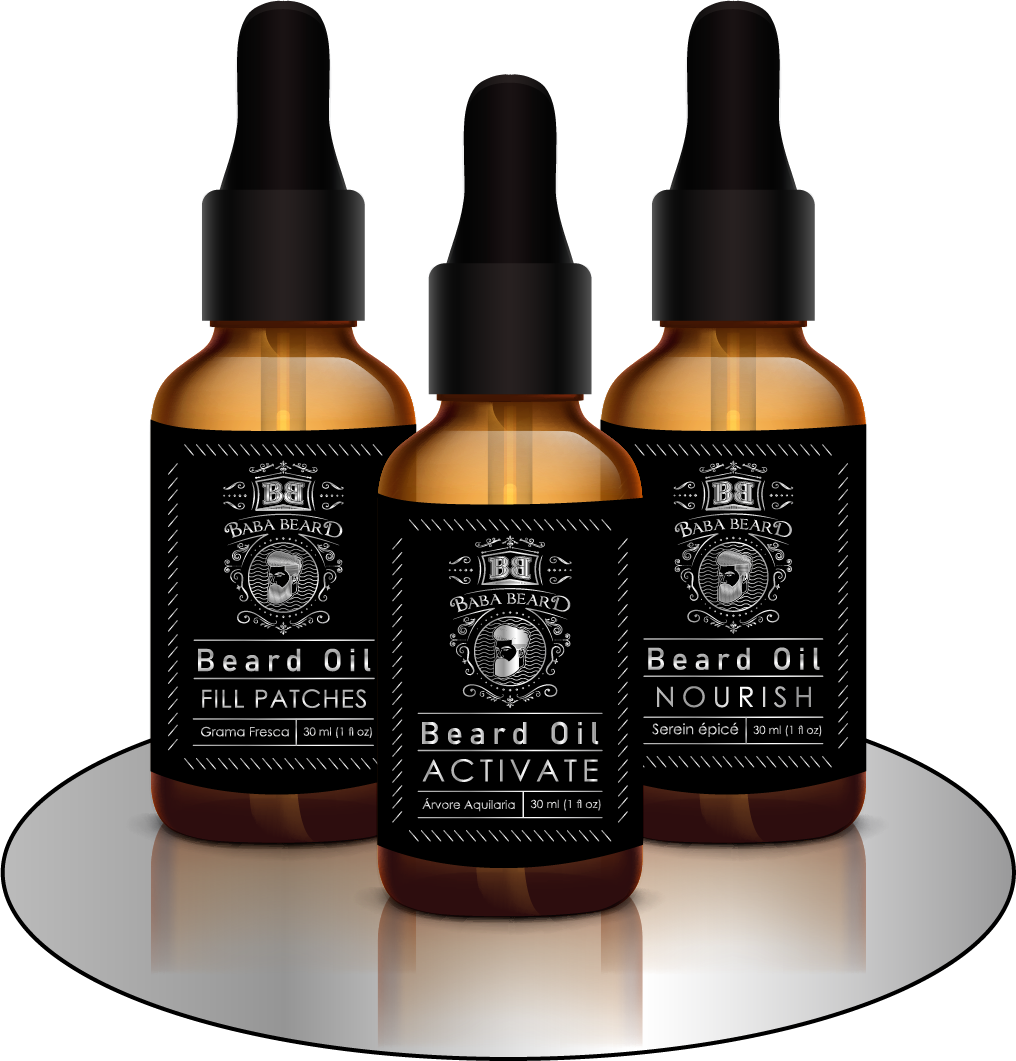 BB
BABA BEARD
Beard Oil
FILL PATCHES
Grama Fresca
30 ml (1 fl oz)
BB
BABA BEARD
Beard Oil
ACTIVATE
Árvore Aquilaria
30 ml (1 fl oz)
BB
BABA BEARD
Beard Oil
NOURISH
Serein épicé
30 ml (1 fl oz)